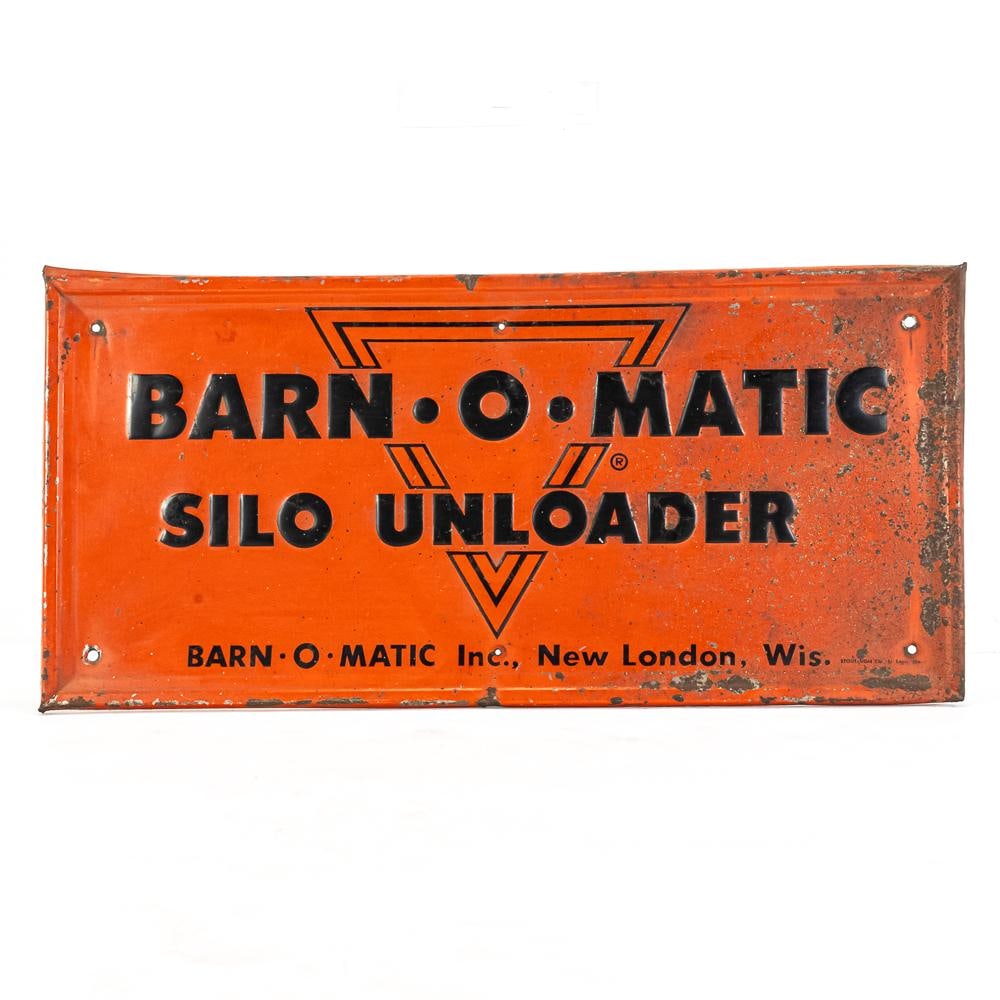 BARN·O·MATIC
®
SILO UNLOADER
BARN·O·MATIC Inc., New London, Wis.